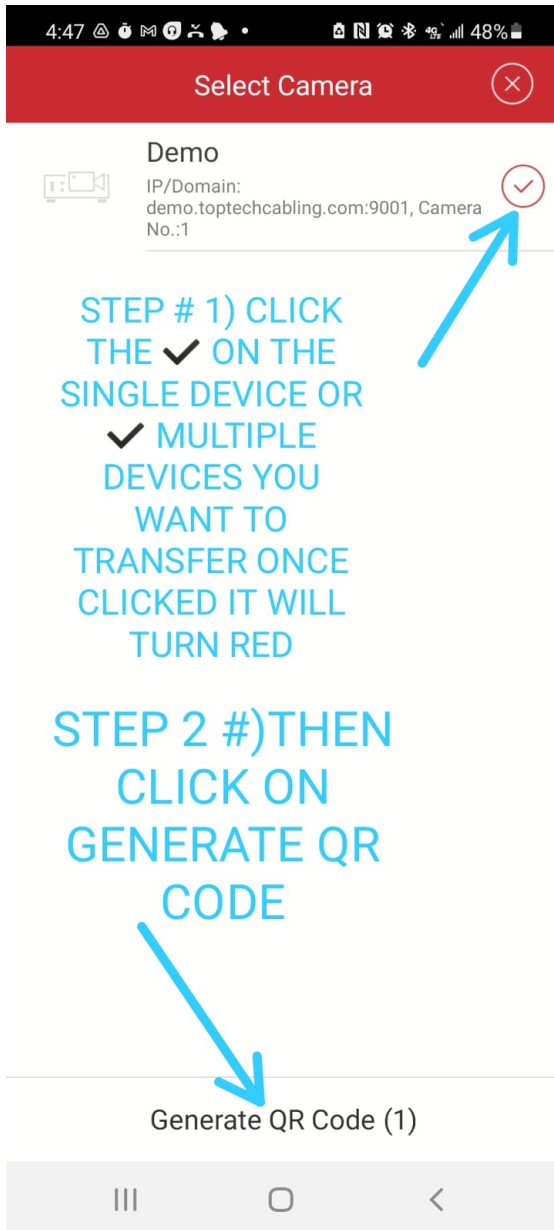 4:47 48%
Select Camera
Demo
IP/Domain:
demo.toptechcabling.com:9001, Camera
No.:1
STEP # 1) CLICK
THE ✔ ON THE
SINGLE DEVICE OR
✔ MULTIPLE
DEVICES YOU
WANT TO
TRANSFER ONCE
CLICKED IT WILL
TURN RED
STEP 2 #)THEN
CLICK ON
GENERATE QR
CODE
Generate QR Code (1)